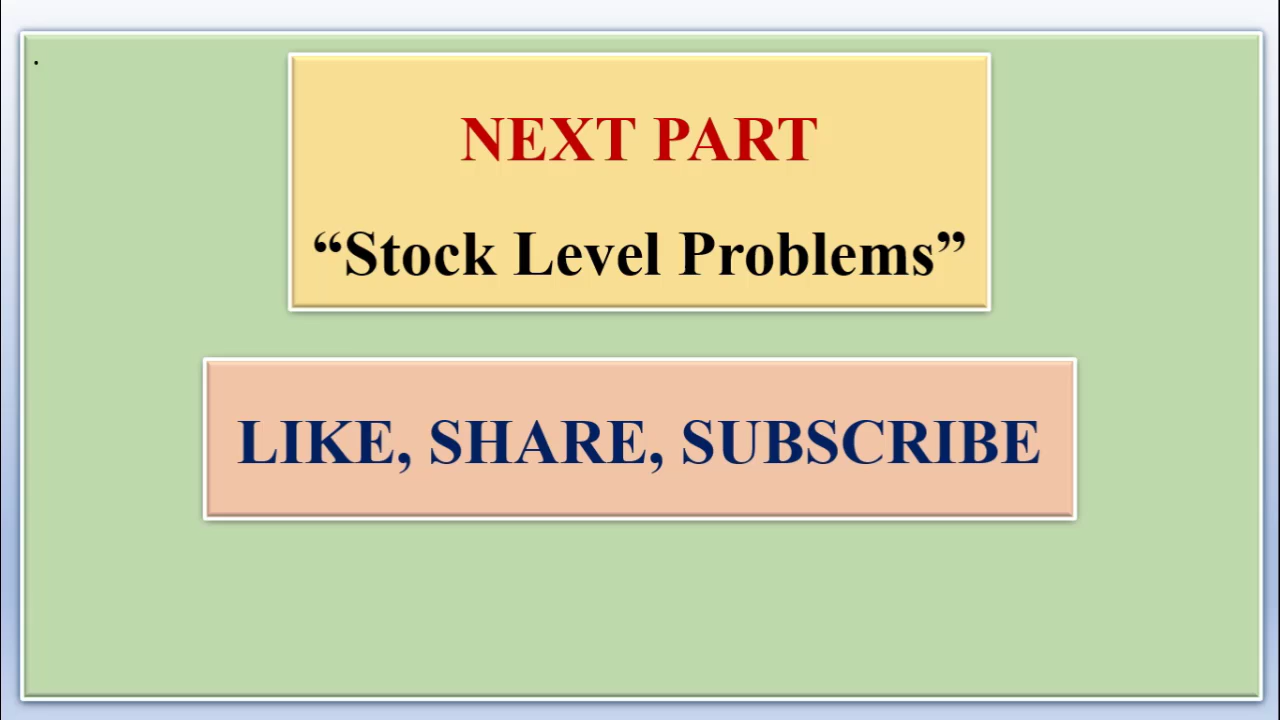 .
NEXT PART
“Stock Level Problems”
LIKE, SHARE, SUBSCRIBE